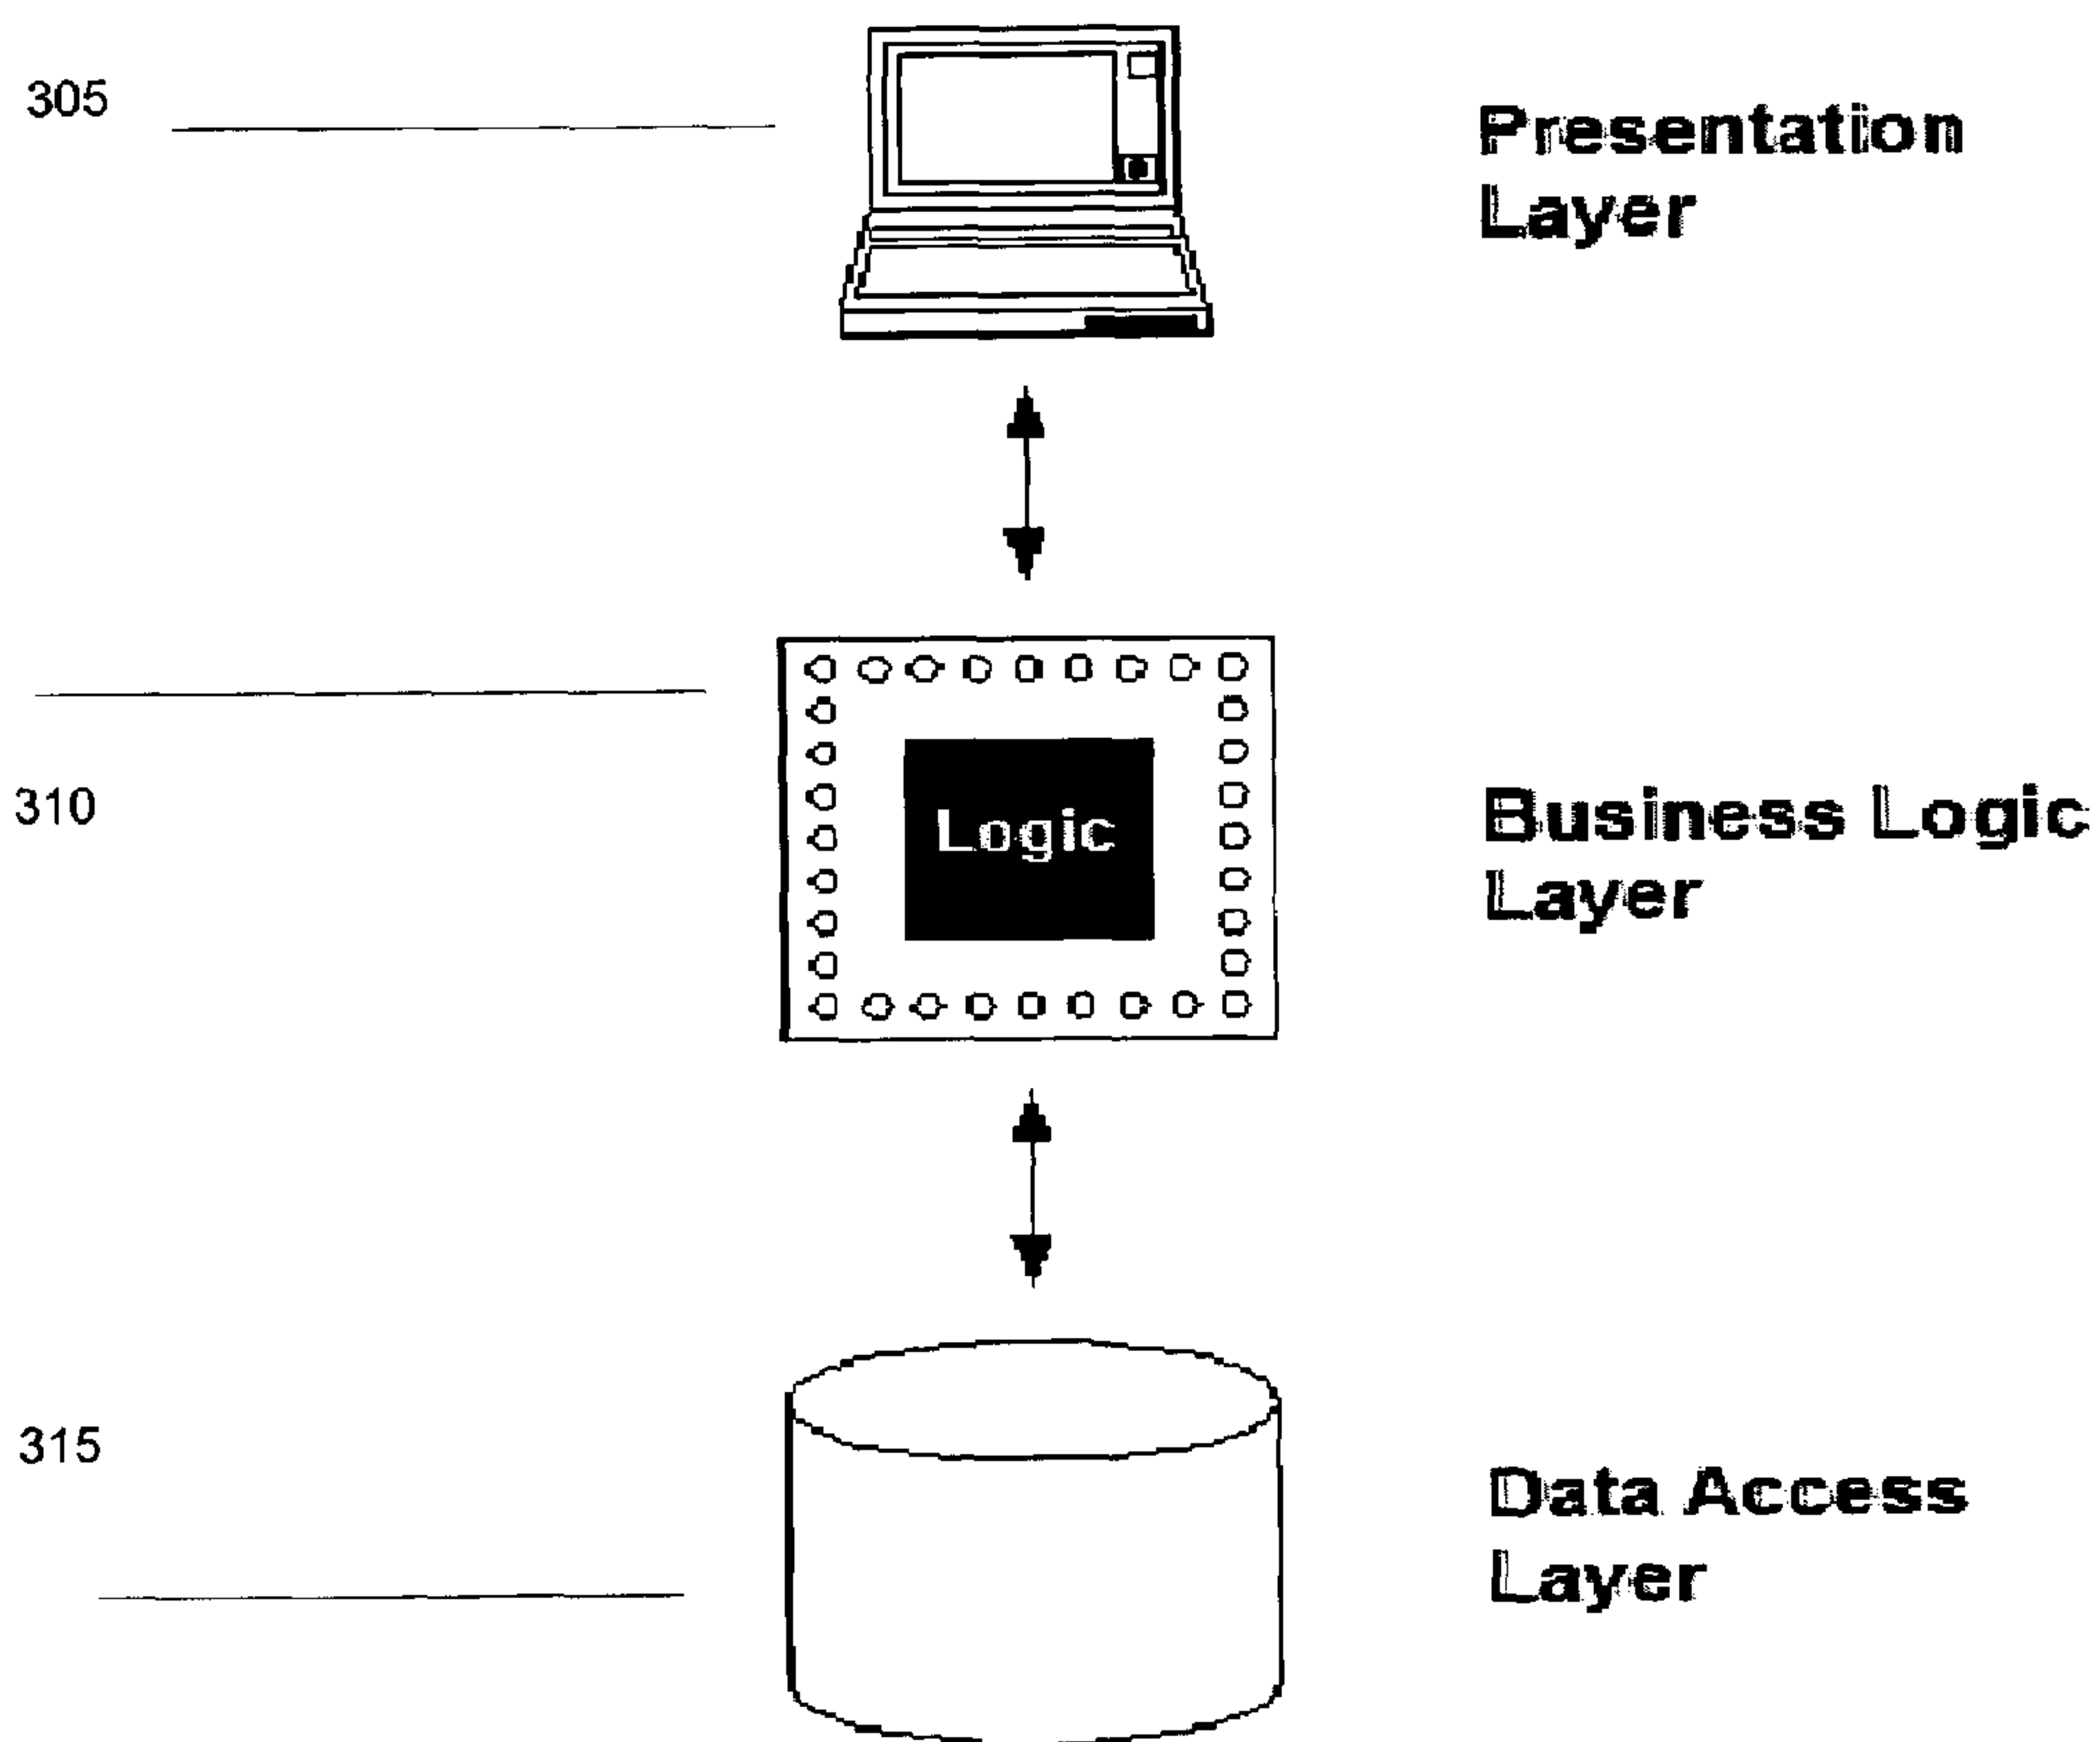 305
Presentation
Layer
310
Logic
Business Logic
Layer
315
Data Access
Layer